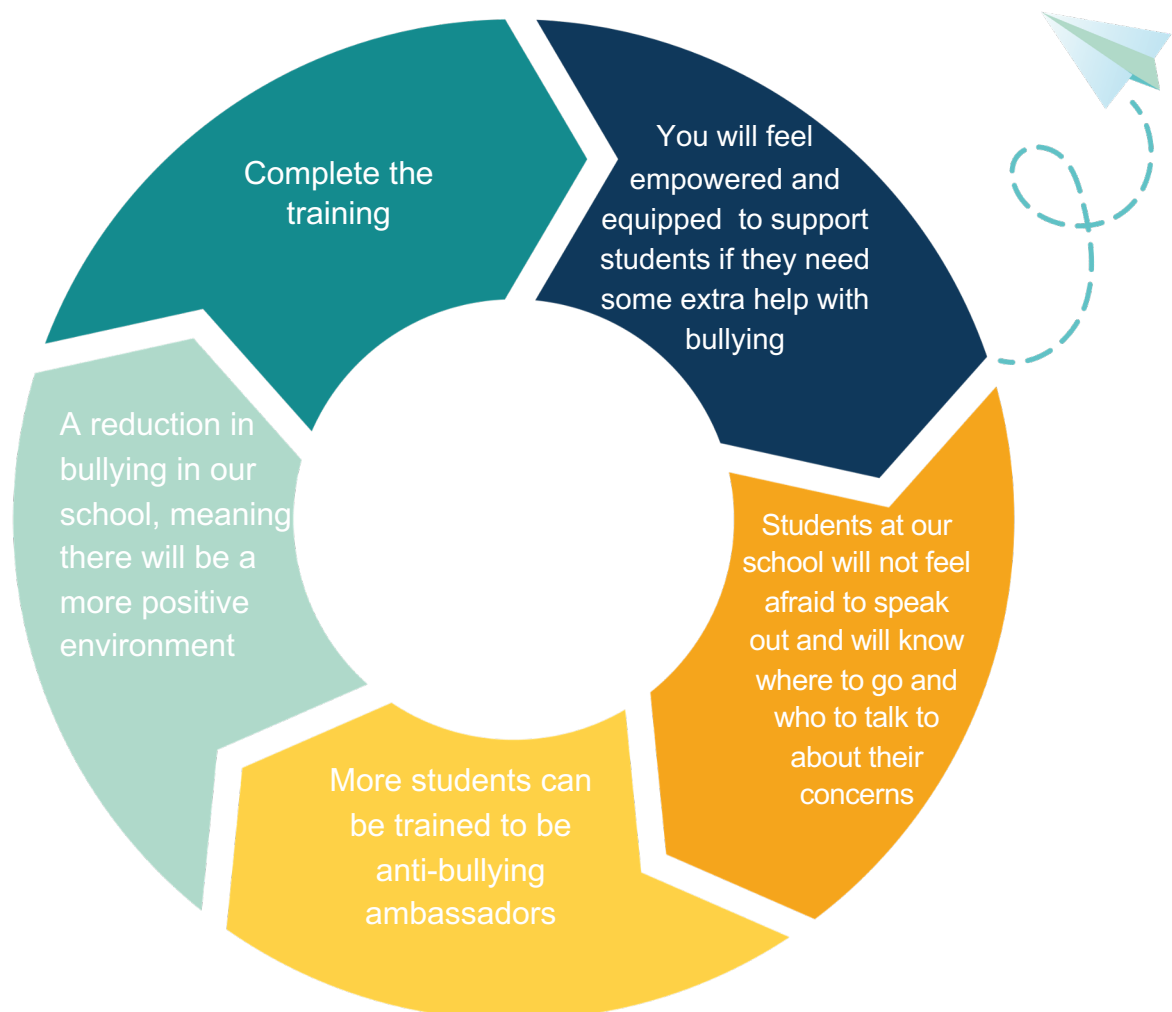 Complete the
training
You will feel
empowered and
equipped  to support
students if they need
some extra help with
bullying
Students at our
school will not feel
afraid to speak
out and will know
where to go and
who to talk to
about their
concerns
More students can
be trained to be
anti-bullying
ambassadors
A reduction in
bullying in our
school, meaning
there will be a
more positive
environment